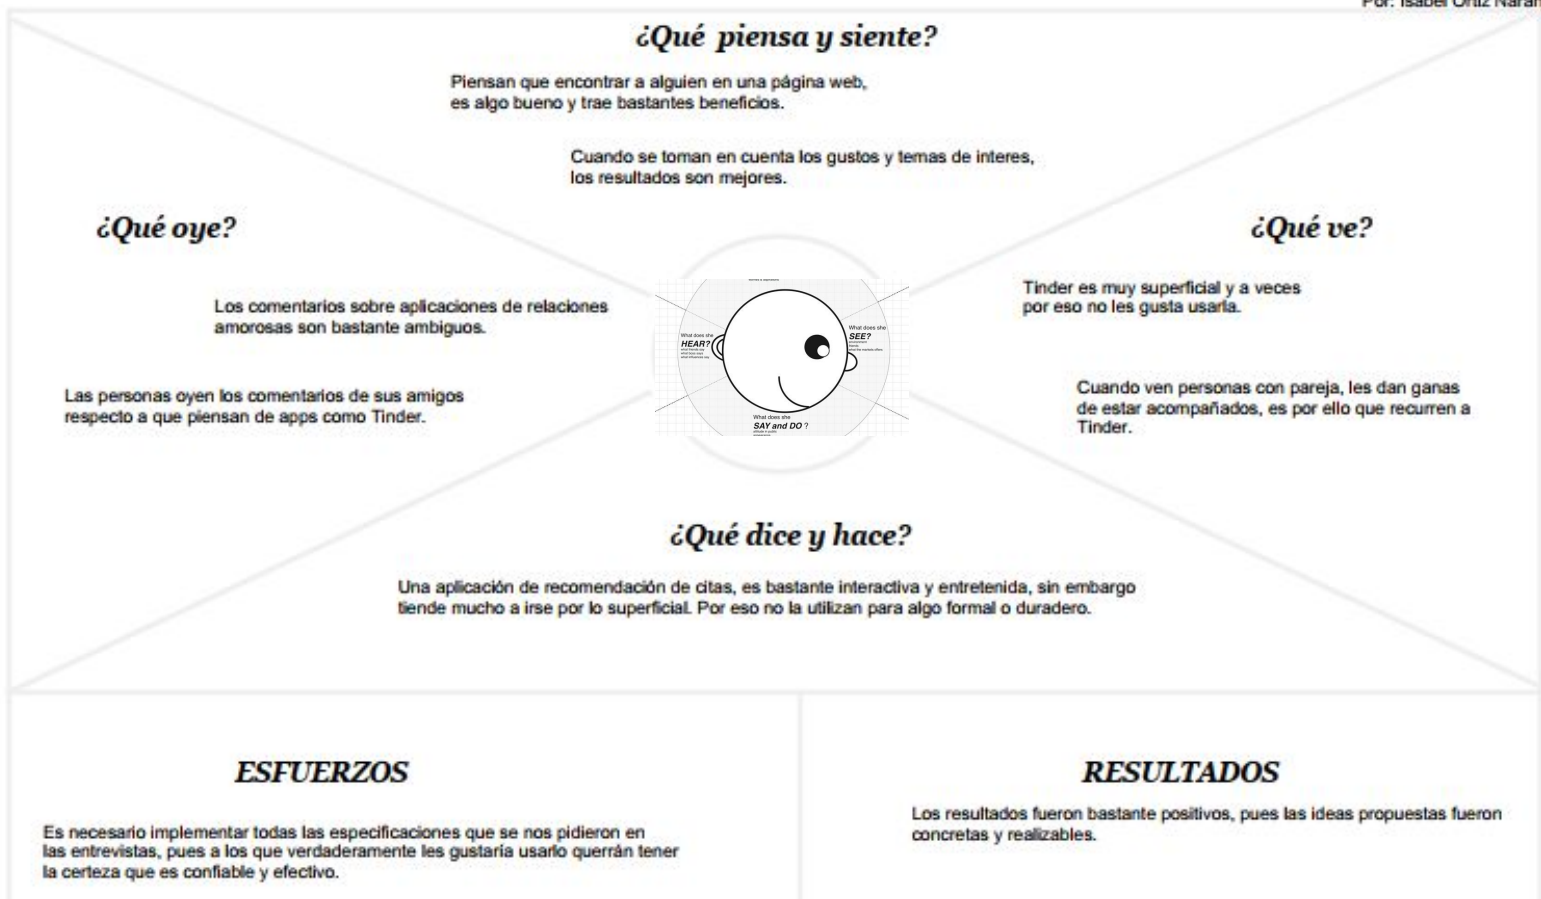 Por: Isabel Ortiz
¿Qué piensa y siente?
Piensan que encontrar a alguien en una página web,
es algo bueno y trae bastantes beneficios.
Cuando se toman en cuenta los gustos y temas de interes,
los resultados son mejores.
¿Qué oye?
Los comentarios sobre aplicaciones de relaciones
amorosas son bastante ambiguos.
Las personas oyen los comentarios de sus amigos
respecto a que piensan de apps como Tinder.
What does she
HEAR?
What does she
SEE?
What does she
SAY and DO ?
¿Qué ve?
Tinder es muy superficial y a veces
por eso no les gusta usarla.
Cuando ven personas con pareja, les dan ganas
de estar acompañados, es por ello que recurren a
Tinder.
¿Qué dice y hace?
Una aplicación de recomendación de citas, es bastante interactiva y entretenida, sin embargo
tiende mucho a irse por lo superficial. Por eso no la utilizan para algo formal o duradero.
ESFUERZOS
Es necesario implementar todas las especificaciones que se nos pidieron en
las entrevistas, pues a los que verdaderamente les gustaria usarlo querrán tener
la certeza que es confiable y efectivo.
RESULTADOS
Los resultados fueron bastante positivos, pues las ideas propuestas fueron
concretas y realizables.